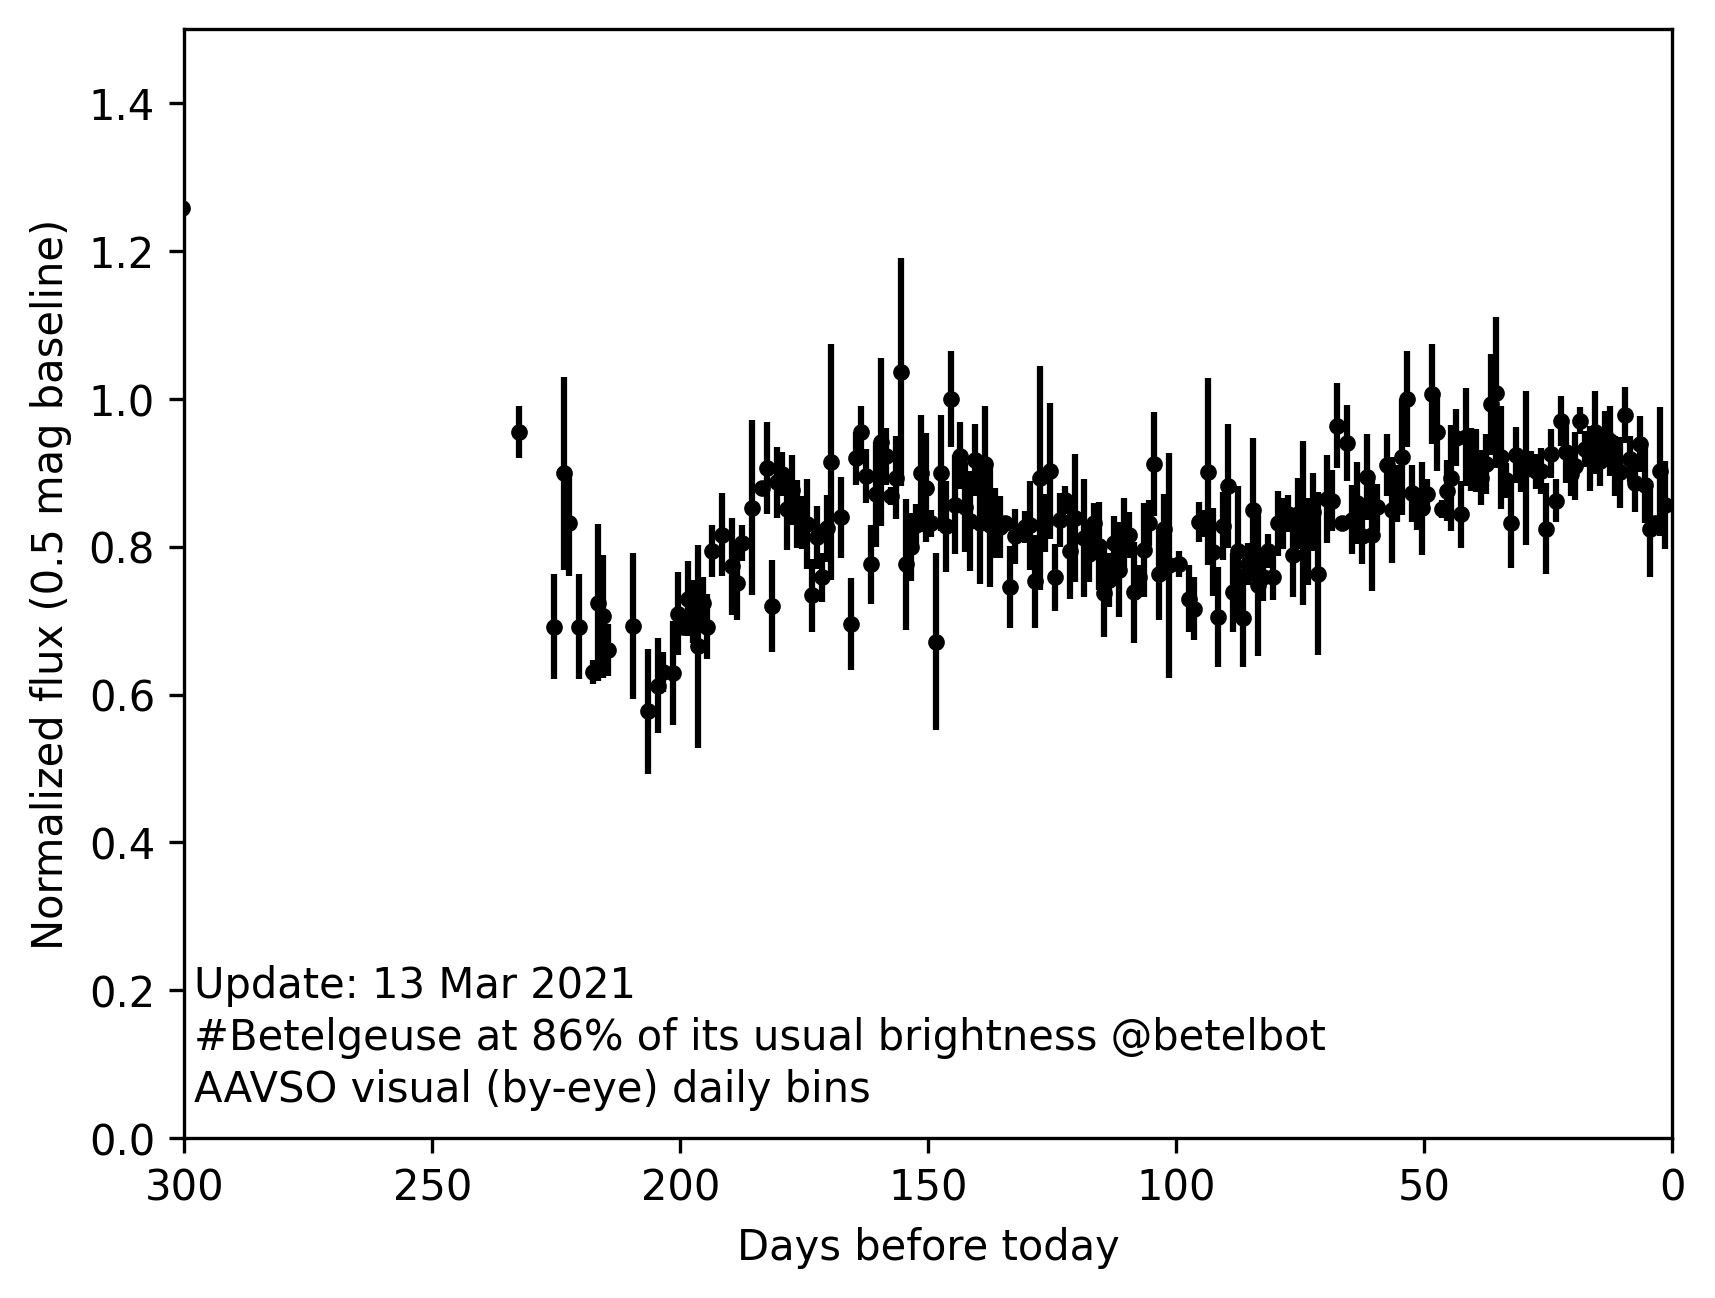 1.4
1.2
1.0
0.8
0.6
0.4
0.2
0.0
Normalized flux (0.5 mag baseline)
Update: 13 Mar 2021
#Betelgeuse at 86% of its usual brightness @betelbot
AAVSO visual (by-eye) daily bins
300 250 200 150 100 50 0
Days before today